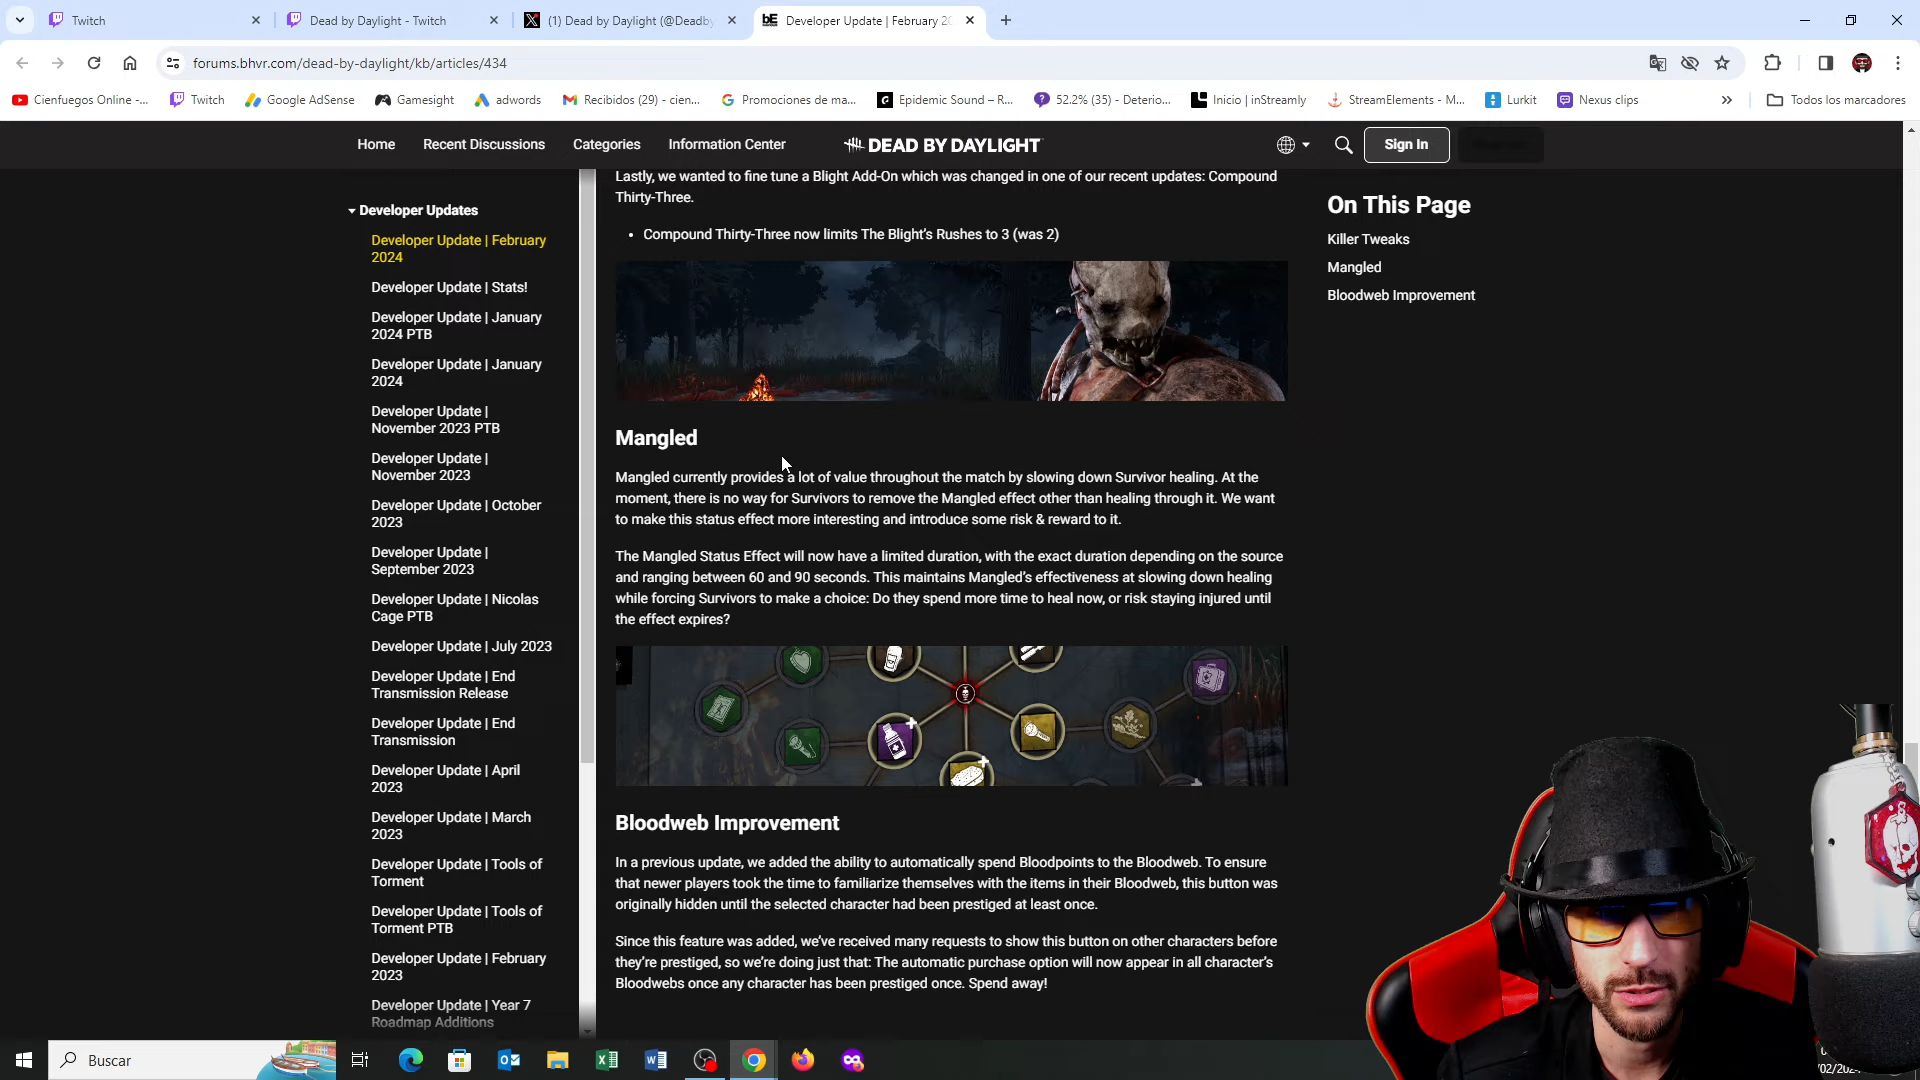 Twitch
Dead by Daylight - Twitch
(1) Dead by Daylight (@Deadby
Developer Update | February 20
forums.bhvr.com/dead-by-daylight/kb/articles/434
Cienfuegos Online -...
Twitch
Google AdSense
Gamesight
adwords
Recibidos (29) - cien...
Promociones de ma...
Epidemic Sound – R...
52.2% (35) - Deterio...
Inicio | inStreamly
StreamElements - M...
Lurkit
Nexus clips
Todos los marcadores
Home
Recent Discussions
Categories
Information Center
DEAD BY DAYLIGHT
Sign In
Developer Updates
Developer Update | February
2024
Developer Update | Stats!
Developer Update | January
2024 PTB
Developer Update | January
2024
Developer Update |
November 2023 PTB
Developer Update |
November 2023
Developer Update | October
2023
Developer Update |
September 2023
Developer Update | Nicolas
Cage PTB
Developer Update | July 2023
Developer Update | End
Transmission Release
Developer Update | End
Transmission
Developer Update | April
2023
Developer Update | March
2023
Developer Update | Tools of
Torment
Developer Update | Tools of
Torment PTB
Developer Update | February
2023
Developer Update | Year 7
Roadmap Additions
Lastly, we wanted to fine tune a Blight Add-On which was changed in one of our recent updates: Compound
Thirty-Three.
• Compound Thirty-Three now limits The Blight's Rushes to 3 (was 2)
Mangled
Mangled currently provides a lot of value throughout the match by slowing down Survivor healing. At the
moment, there is no way for Survivors to remove the Mangled effect other than healing through it. We want
to make this status effect more interesting and introduce some risk & reward to it.
The Mangled Status Effect will now have a limited duration, with the exact duration depending on the source
and ranging between 60 and 90 seconds. This maintains Mangled's effectiveness at slowing down healing
while forcing Survivors to make a choice: Do they spend more time to heal now, or risk staying injured until
the effect expires?
Bloodweb Improvement
In a previous update, we added the ability to automatically spend Bloodpoints to the Bloodweb. To ensure
that newer players took the time to familiarize themselves with the items in their Bloodweb, this button was
originally hidden until the selected character had been prestiged at least once.
Since this feature was added, we've received many requests to show this button on other characters before
they're prestiged, so we're doing just that: The automatic purchase option will now appear in all character's
Bloodwebs once any character has been prestiged once. Spend away!
On This Page
Killer Tweaks
Mangled
Bloodweb Improvement
Buscar